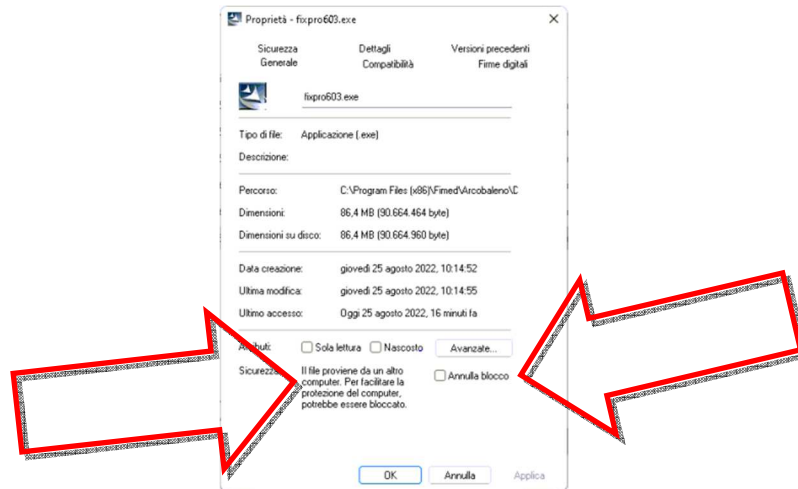 Proprietà - fixpro603.exe
Sicurezza Dettagli Versioni precedenti
Generale Compatibilità Firme digitali
fixpro603.exe
Tipo di file: Applicazione (.exe)
Descrizione:
Percorso: C:\Program Files (x86)\Fimed\Arcobaleno\D
Dimensioni: 86,4 MB (90.664.464 byte)
Dimensioni su disco: 86,4 MB (90.664.960 byte)
Data creazione: giovedì 25 agosto 2022, 10:14:52
Ultima modifica: giovedì 25 agosto 2022, 10:14:55
Ultimo accesso: Oggi 25 agosto 2022, 16 minuti fa
Sola lettura Nascosto Avanzate...
Il file proviene da un altro
computer. Per facilitare la
protezione del computer,
potrebbe essere bloccato.
Annulla blocco
OK Annulla Applica